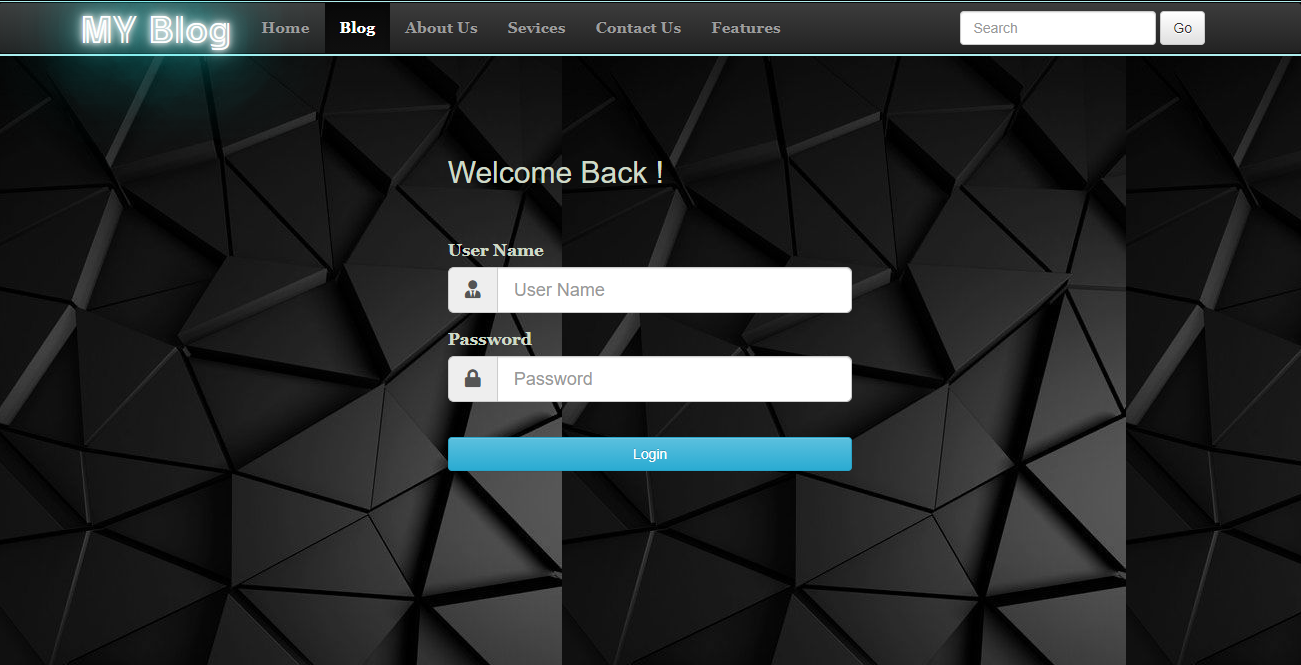 MY Blog Home Blog About Us Sevices Contact Us Features Search Go
Welcome Back !
User Name
User Name
Password
Password
Login